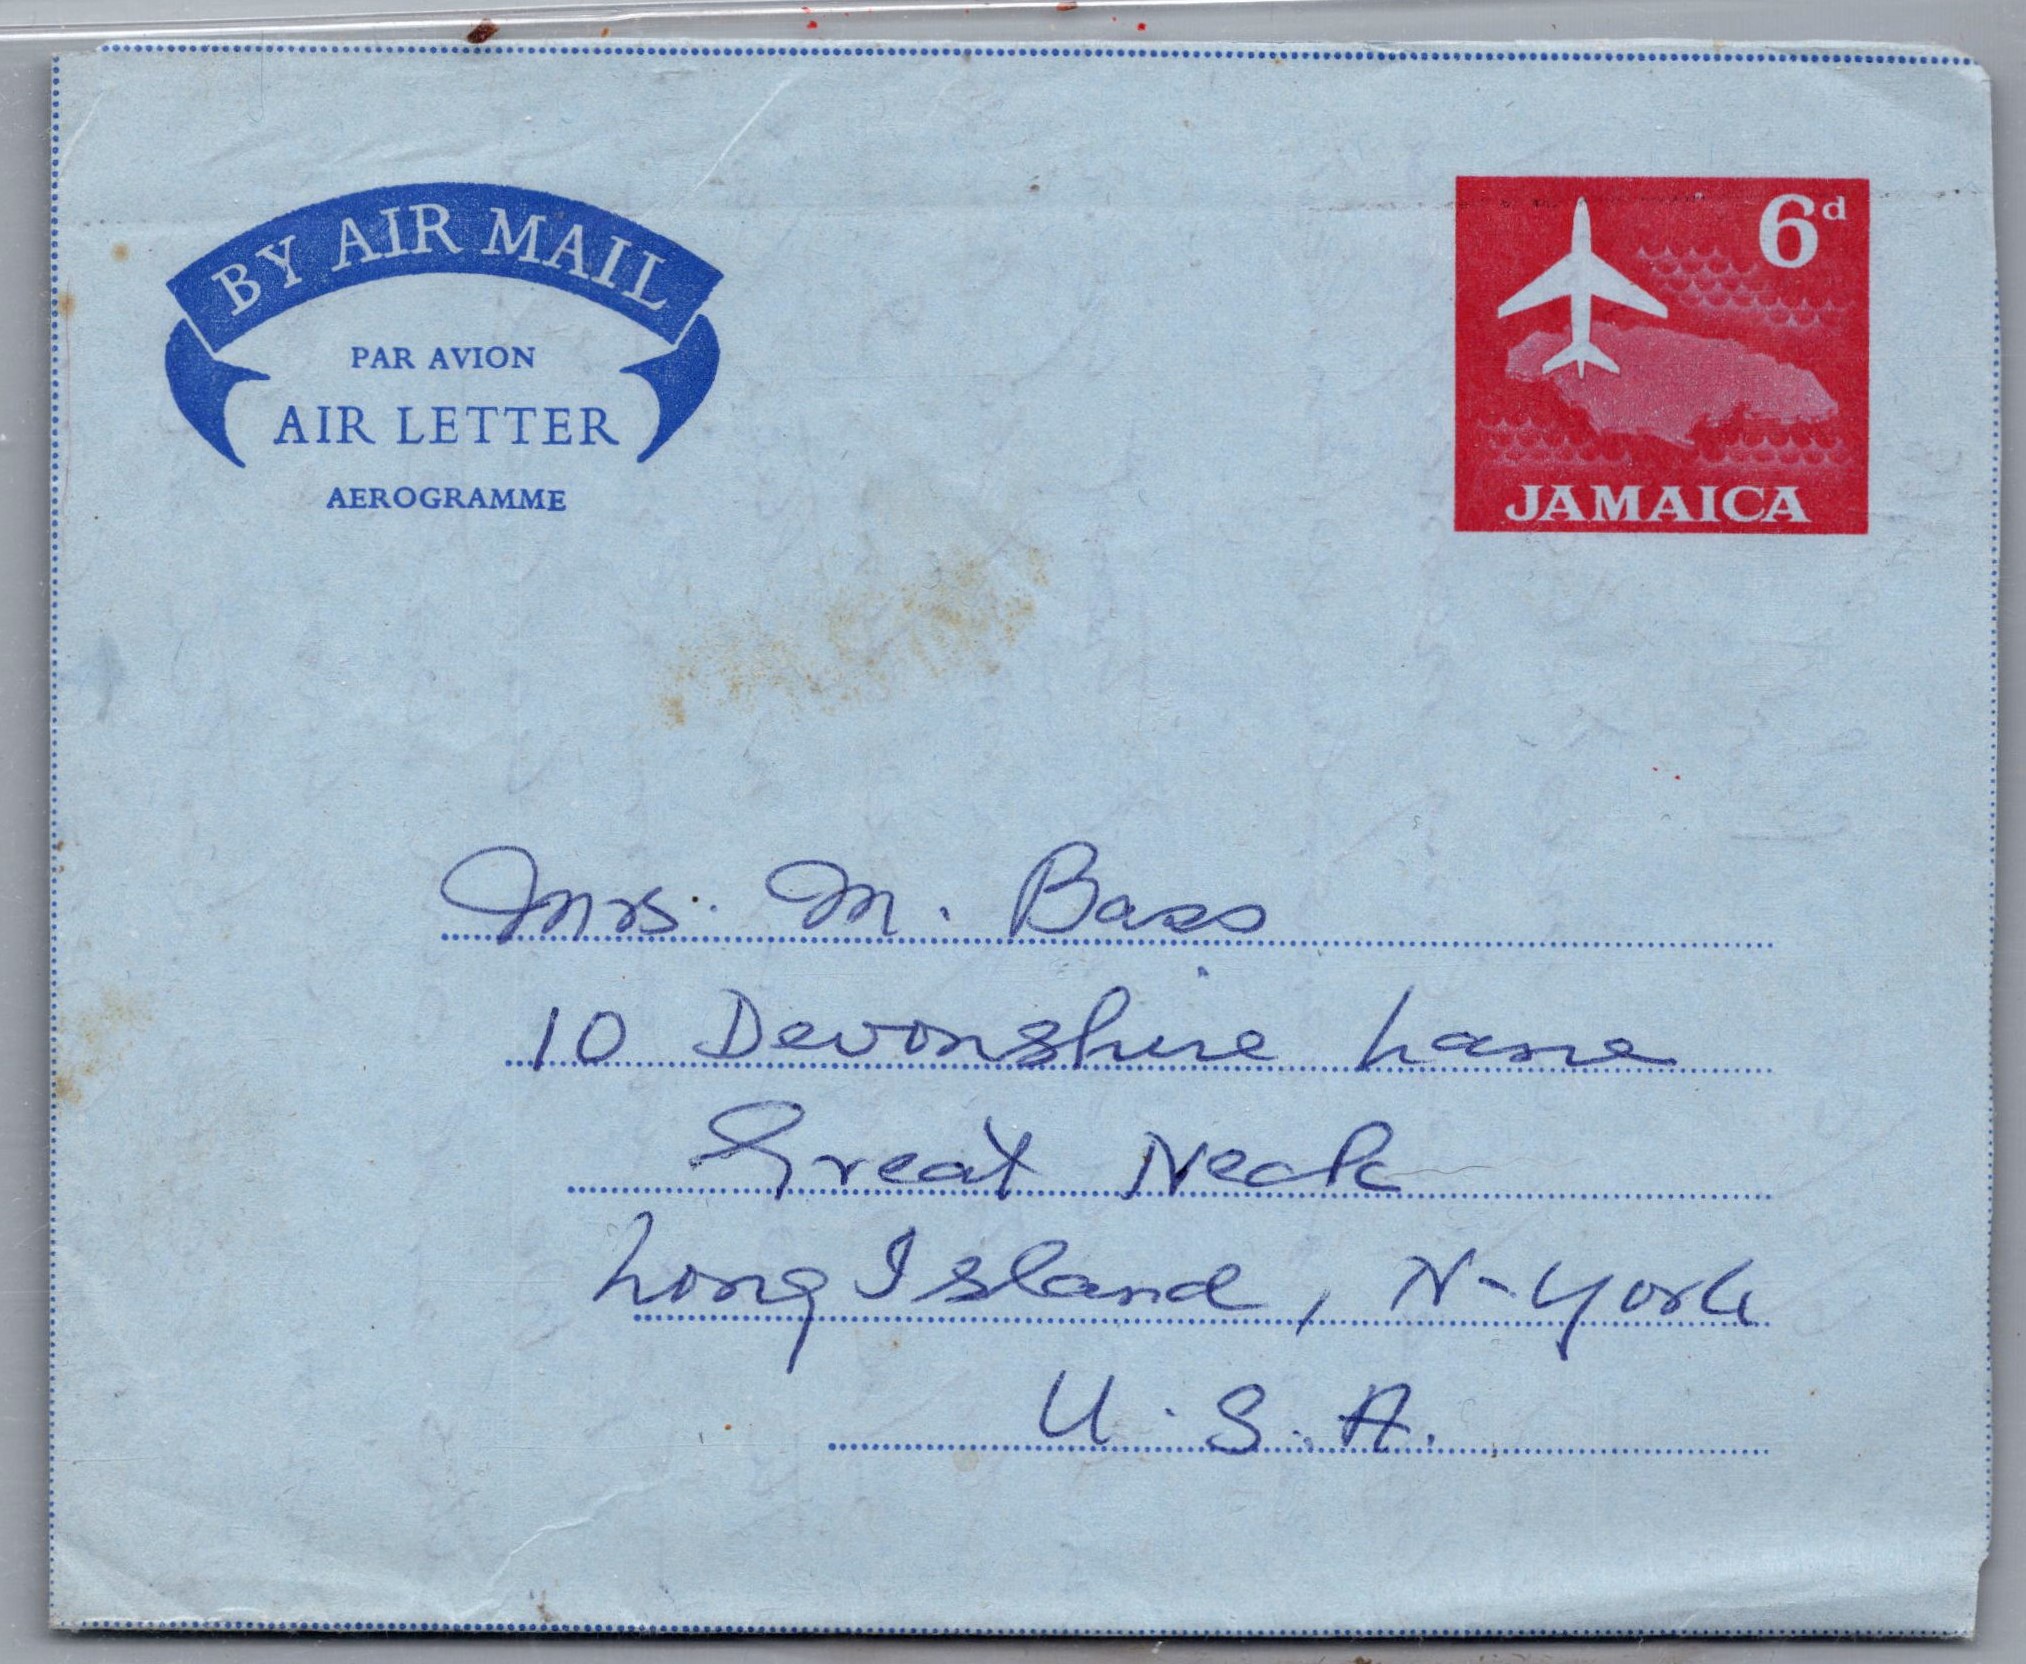 BY AIR MAIL
PAR AVION
AIR LETTER
AEROGRAMME
6d
JAMAICA
Mrs. M. Bass
10 Devonshire Lane
Great Neck
Long Island, N-York
U.S.A.